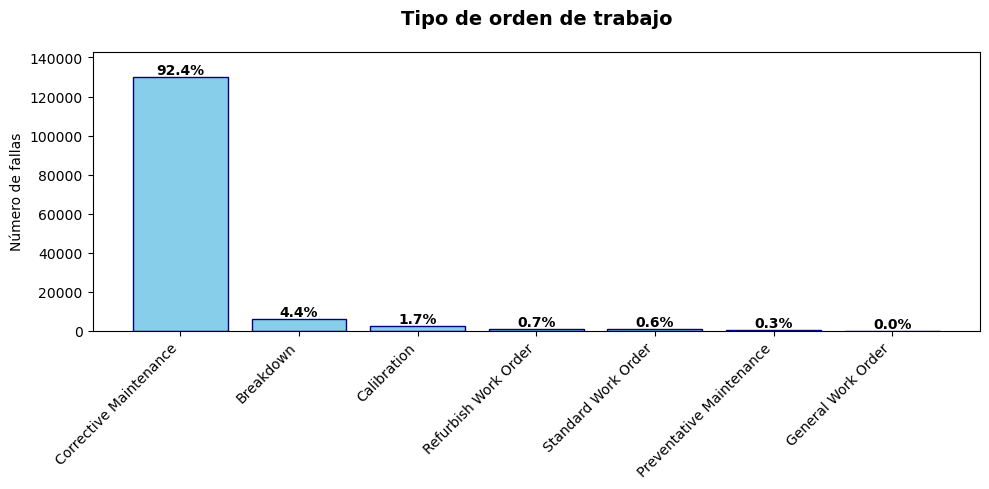 Tipo de orden de trabajo
Número de fallas
140000
120000
100000
80000
60000
40000
20000
0
92.4%
4.4%
1.7%
0.7%
0.6%
0.3%
0.0%
Corrective Maintenance
Breakdown
Calibration
Refurbish Work Order
Standard Work Order
Preventative Maintenance
General Work Order